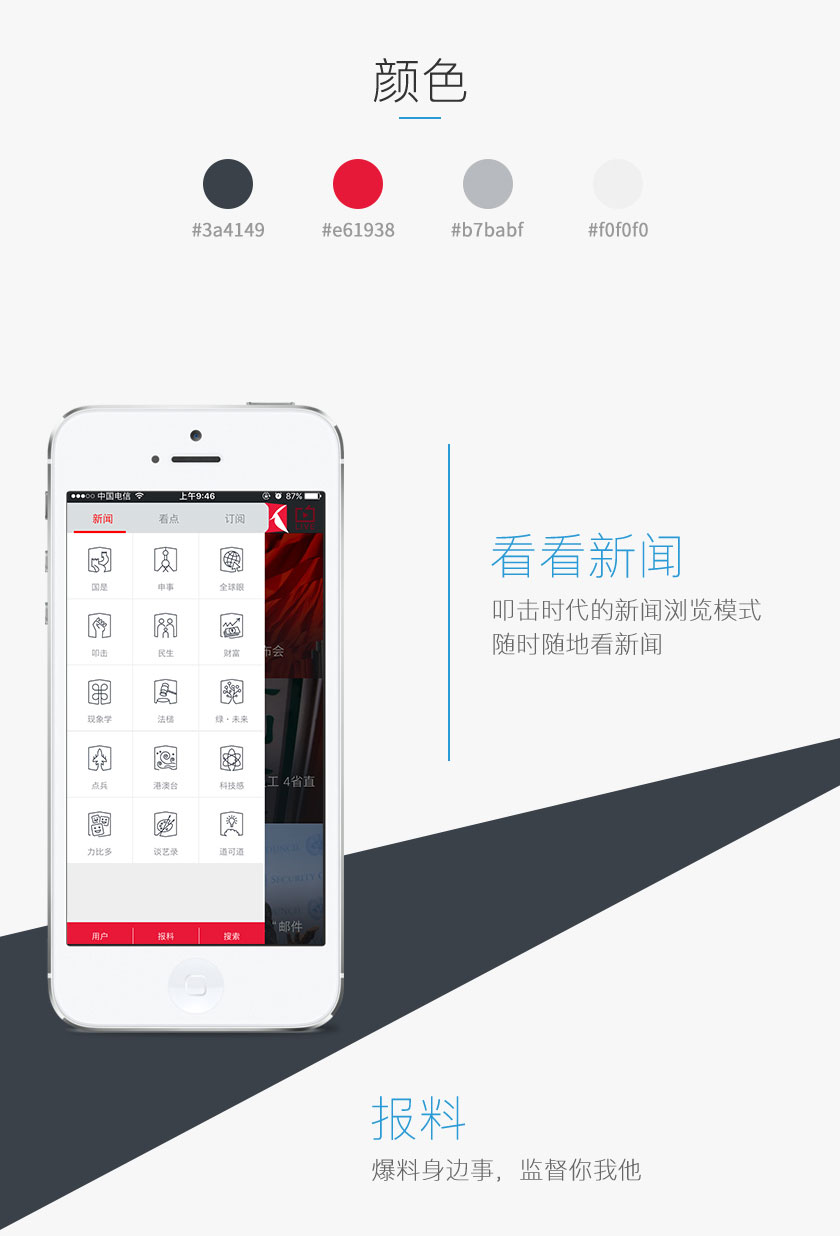 颜色
#3a4149
#e61938
#b7babf
#f0f0f0
中国电信
上午9:46
87%
新闻
看点
订阅
国是
申事
全球眼
叩击
民生
财富
现象学
法槌
绿·未来
点兵
港澳台
科技感
力比多
谈艺录
道可道
用户
报料
搜索
布会
工 4省直
SECURITY C
”邮件
看看新闻
叩击时代的新闻浏览模式
随时随地看新闻
报料
爆料身边事，监督你我他